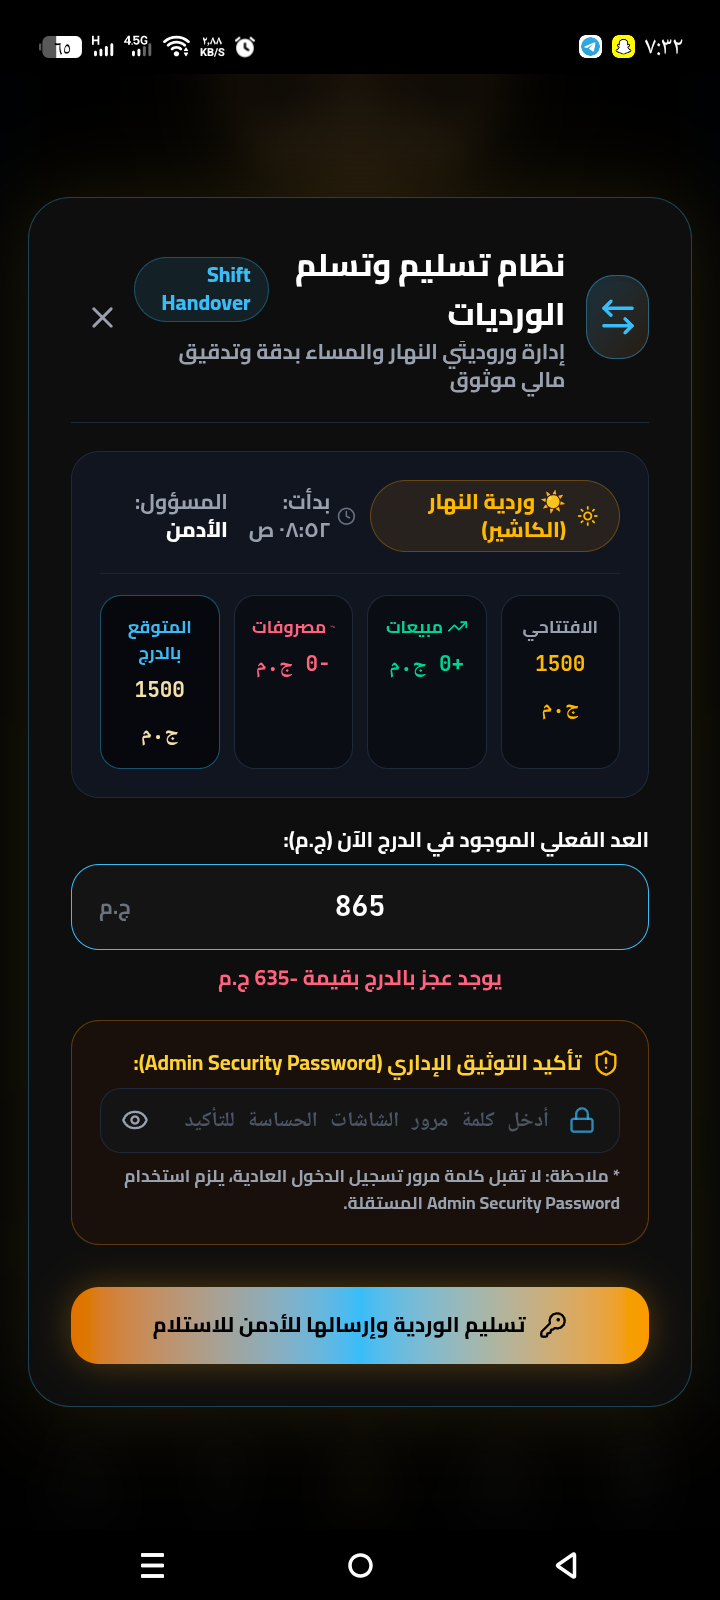 ٦٥
H
4.5G
٢,٨٨
KB/S
٧:٣٢
نظام تسليم وتسلم
الورديات
Shift
Handover
إدارة وروديتَي النهار والمساء بدقة وتدقيق
مالي موثوق
☀️ وردية النهار
(الكاشير)
بدأت:
٠٨:٥٢ ص
المسؤول:
الأدمن
الافتتاحي
1500
ج.م
مبيعات
+0 ج.م
مصروفات
-0 ج.م
المتوقع
بالدرج
1500
ج.م
العد الفعلي الموجود في الدرج الآن (ج.م):
865
ج.م
يوجد عجز بالدرج بقيمة -635 ج.م
تأكيد التوثيق الإداري (Admin Security Password):
أدخل كلمة مرور الشاشات الحساسة للتأكيد
* ملاحظة: لا تقبل كلمة مرور تسجيل الدخول العادية، يلزم استخدام
Admin Security Password المستقلة.
تسليم الوردية وإرسالها للأدمن للاستلام